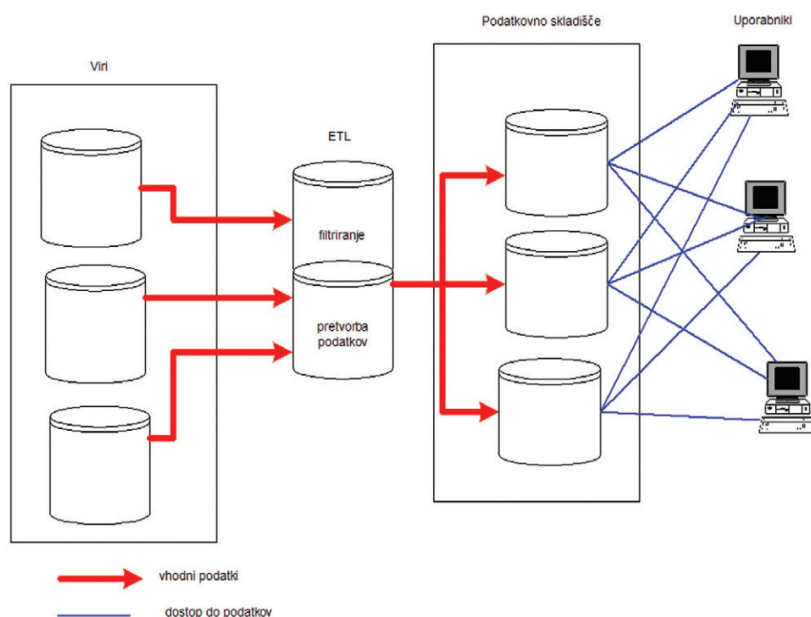 Podatkovno skladišče
Uporabniki
Viri
ETL
filtriranje
pretvorba
podatkov
vhodni podatki
dostop do podatkov